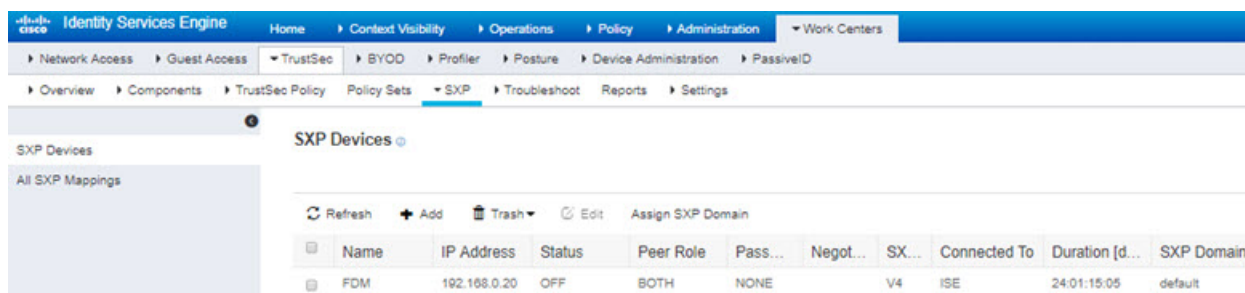 cisco Identity Services Engine Home Context Visibility Operations Policy Administration Work Centers
Network Access Guest Access TrustSec BYOD Profiler Posture Device Administration PassiveID
Overview Components TrustSec Policy Policy Sets SXP Troubleshoot Reports Settings
SXP Devices
All SXP Mappings
SXP Devices
Refresh Add Trash Edit Assign SXP Domain
Name IP Address Status Peer Role Pass... Negot... SX... Connected To Duration [d... SXP Domain
FDM 192.168.0.20 OFF BOTH NONE V4 ISE 24:01:15:05 default